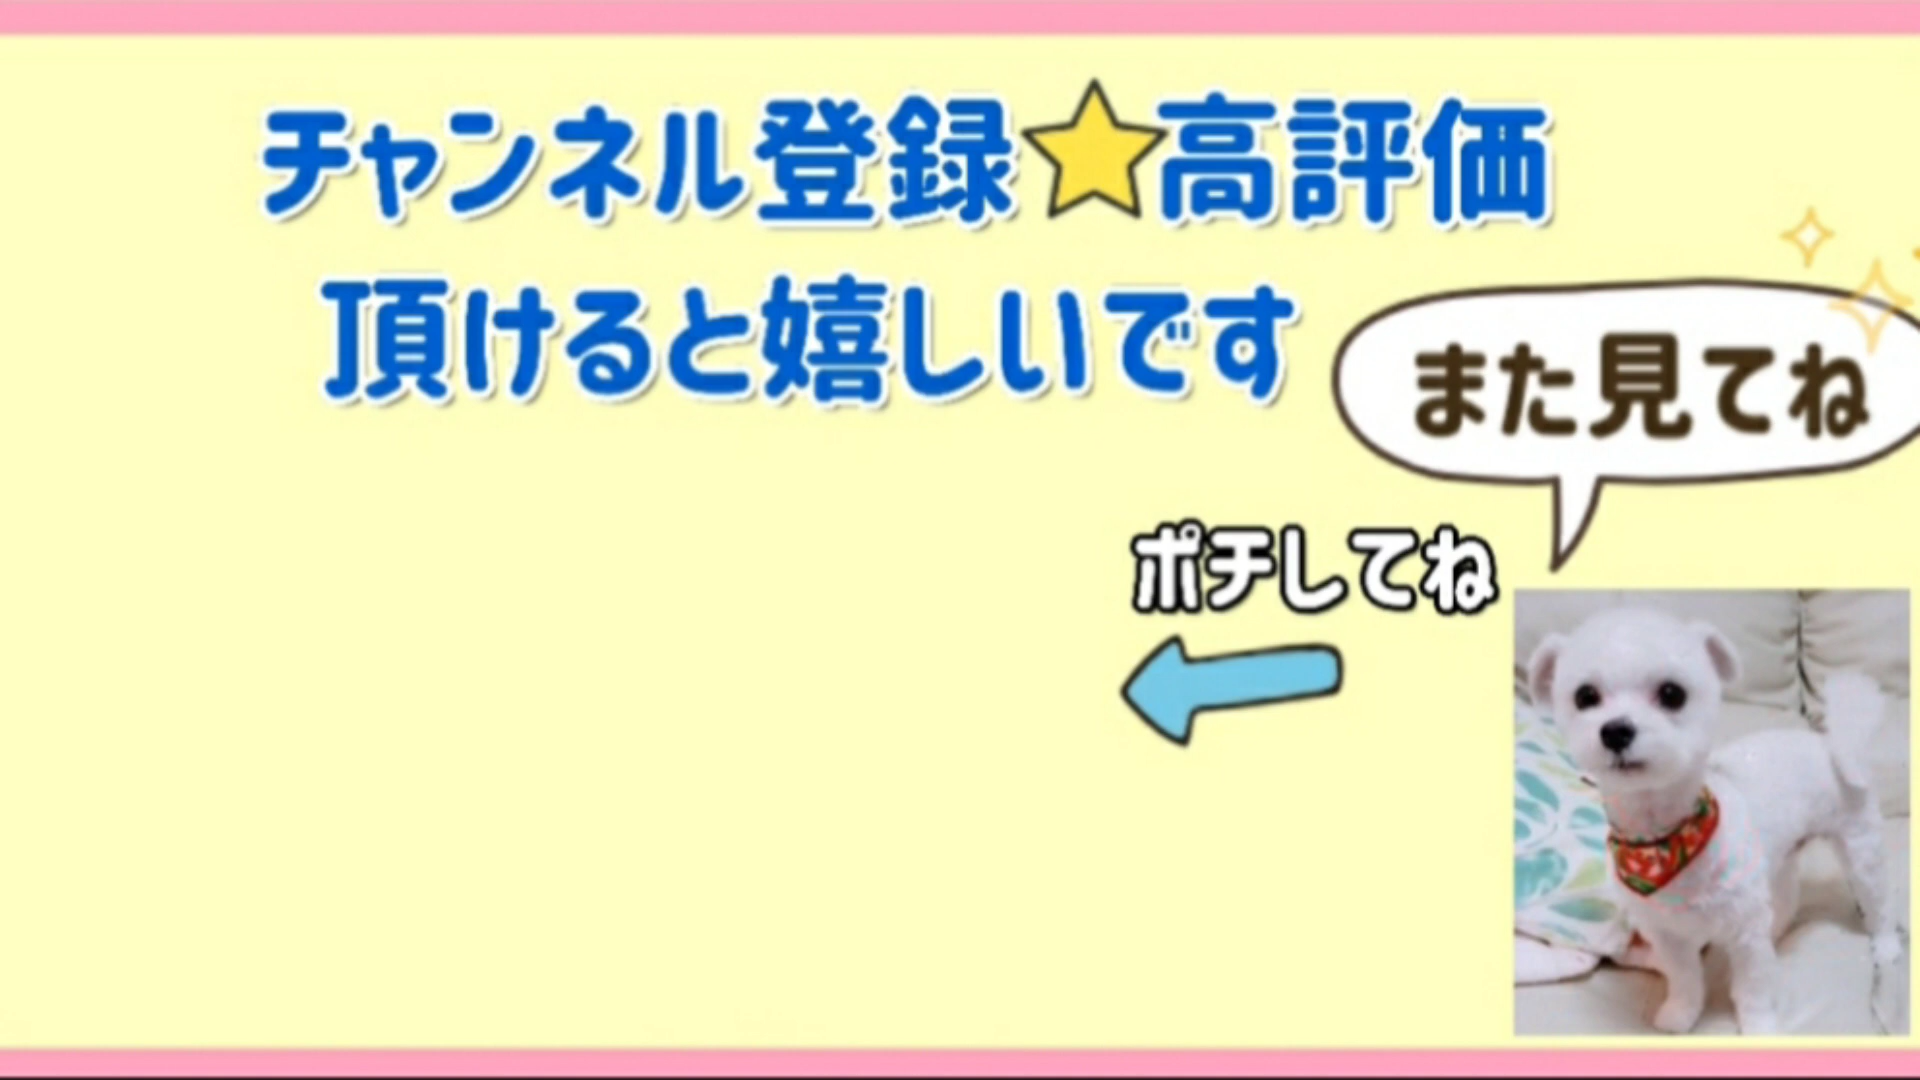 チャンネル登録⭐高評価
頂けると嬉しいです
また見てね
ポチしてね